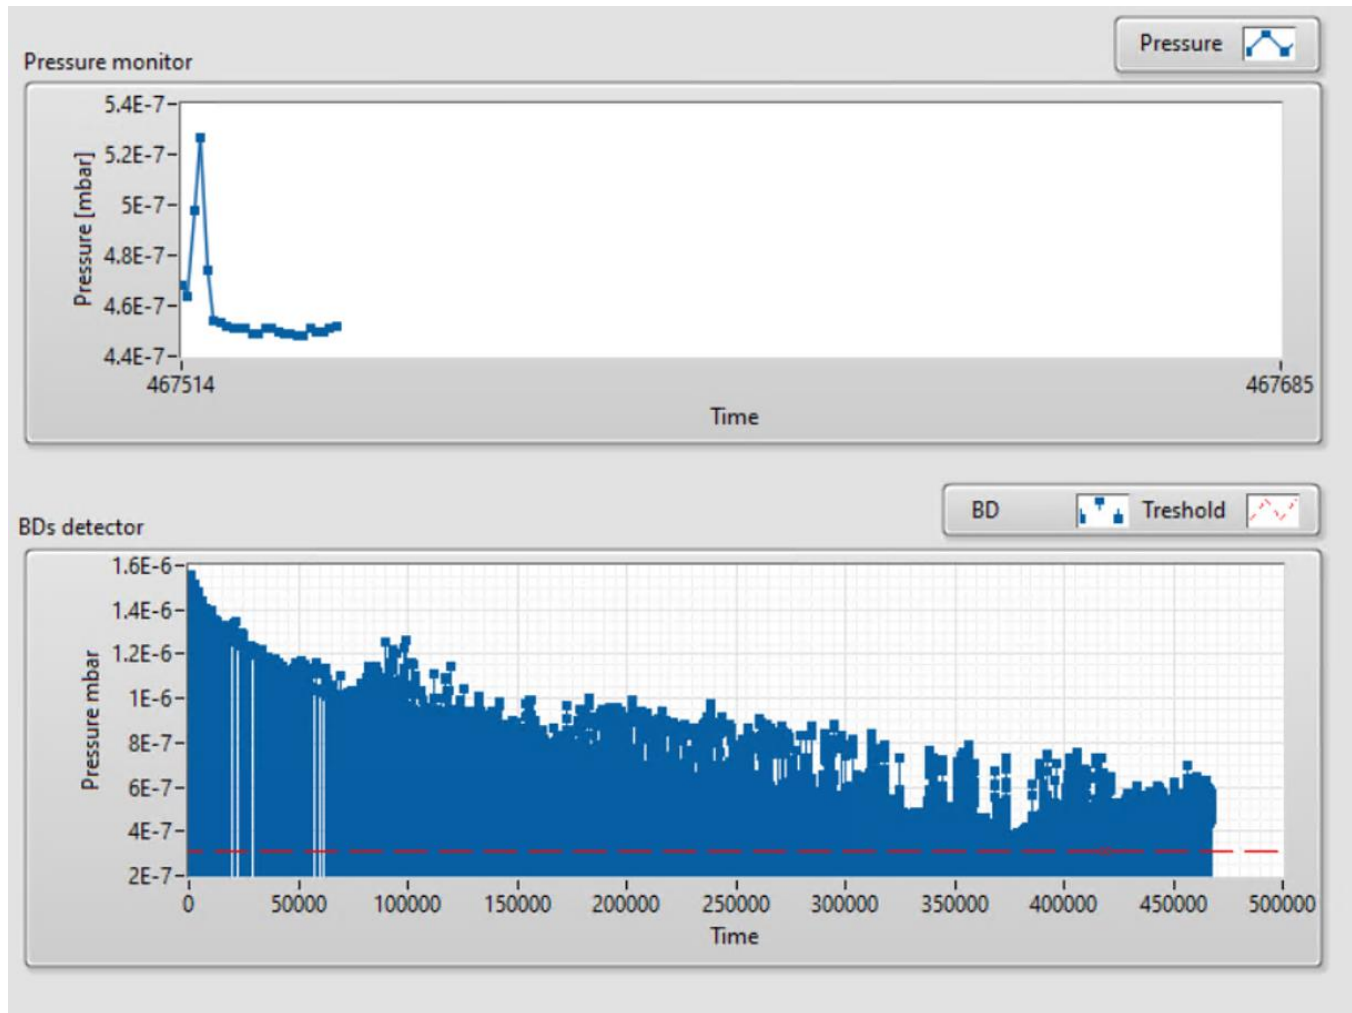 Pressure
Pressure monitor
5.4E-7
5.2E-7
5E-7
4.8E-7
4.6E-7
4.4E-7
Pressure [mbar]
467514
467685
Time
BD
Treshold
BDs detector
1.6E-6
1.4E-6
1.2E-6
1E-6
8E-7
6E-7
4E-7
2E-7
Pressure mbar
0 50000 100000 150000 200000 250000 300000 350000 400000 450000 500000
Time